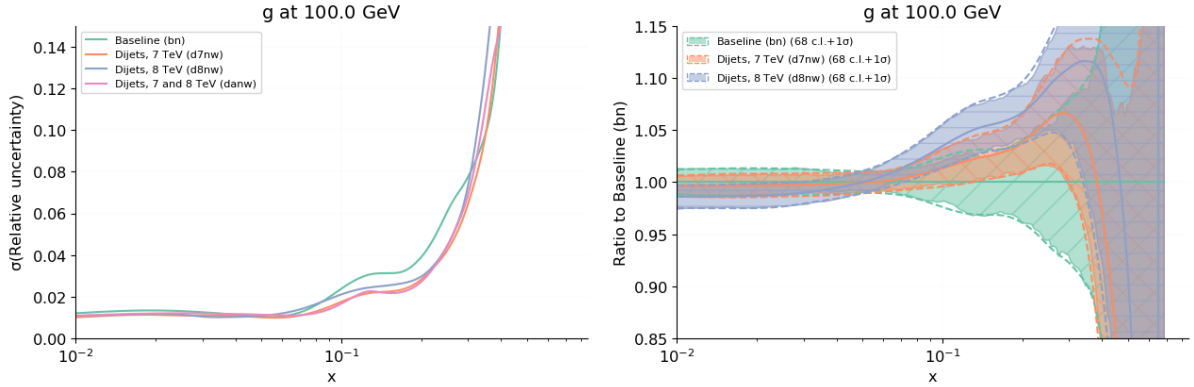 g at 100.0 GeV
σ(Relative uncertainty)
0.14
0.12
0.10
0.08
0.06
0.04
0.02
0.00
Baseline (bn)
Dijets, 7 TeV (d7nw)
Dijets, 8 TeV (d8nw)
Dijets, 7 and 8 TeV (danw)
10⁻²
10⁻¹
x
g at 100.0 GeV
Ratio to Baseline (bn)
1.15
1.10
1.05
1.00
0.95
0.90
0.85
Baseline (bn) (68 c.l.+1σ)
Dijets, 7 TeV (d7nw) (68 c.l.+1σ)
Dijets, 8 TeV (d8nw) (68 c.l.+1σ)
10⁻²
10⁻¹
x